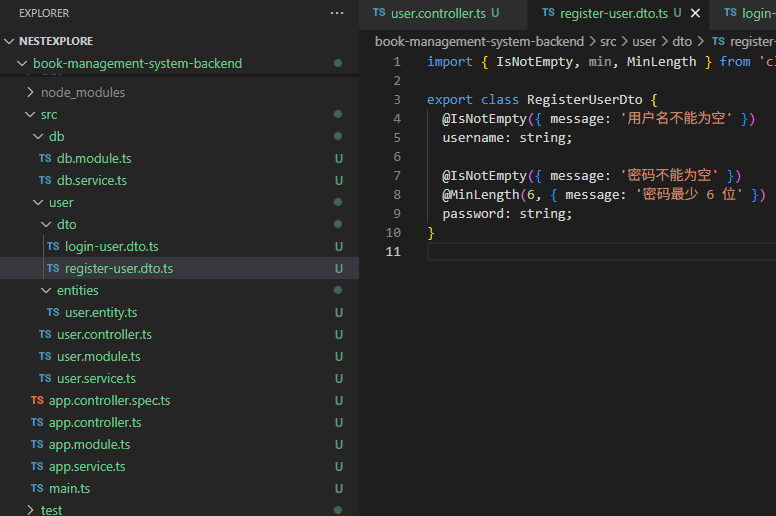 EXPLORER
NESTEXPLORE
book-management-system-backend
node_modules
src
db
TS db.module.ts U
TS db.service.ts U
user
dto
TS login-user.dto.ts U
TS register-user.dto.ts U
entities
TS user.entity.ts U
TS user.controller.ts U
TS user.module.ts U
TS user.service.ts U
TS app.controller.spec.ts U
TS app.controller.ts U
TS app.module.ts U
TS app.service.ts U
TS main.ts U
test
TS user.controller.ts U TS register-user.dto.ts U TS login-
book-management-system-backend > src > user > dto > TS register-
1 import { IsNotEmpty, min, MinLength } from 'c
2
3 export class RegisterUserDto {
4 @IsNotEmpty({ message: '用户名不能为空' })
5 username: string;
6
7 @IsNotEmpty({ message: '密码不能为空' })
8 @MinLength(6, { message: '密码最少 6 位' })
9 password: string;
10 }
11